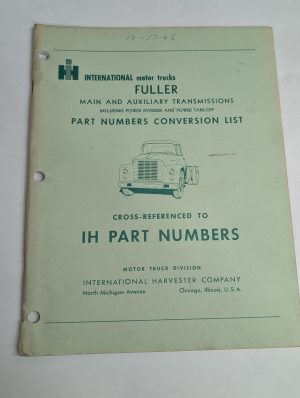 13-17-65
IH INTERNATIONAL motor trucks
FULLER
MAIN AND AUXILIARY TRANSMISSIONS
INCLUDING POWER DIVIDERS AND POWER TAKE-OFF
PART NUMBERS CONVERSION LIST
CROSS-REFERENCED TO
IH PART NUMBERS
MOTOR TRUCK DIVISION
INTERNATIONAL HARVESTER COMPANY
North Michigan Avenue Chicago, Illinois, U.S.A.